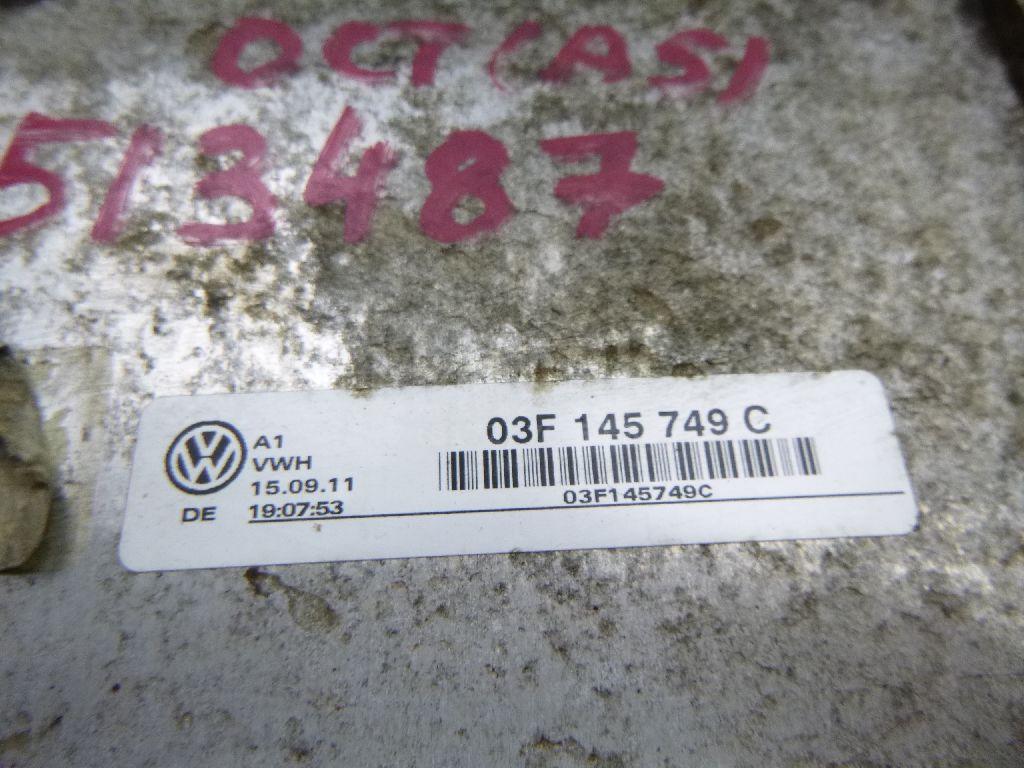 OCT(A5)
513487
A1
VWH
15.09.11
DE 19:07:53
03F 145 749 C
03F145749C